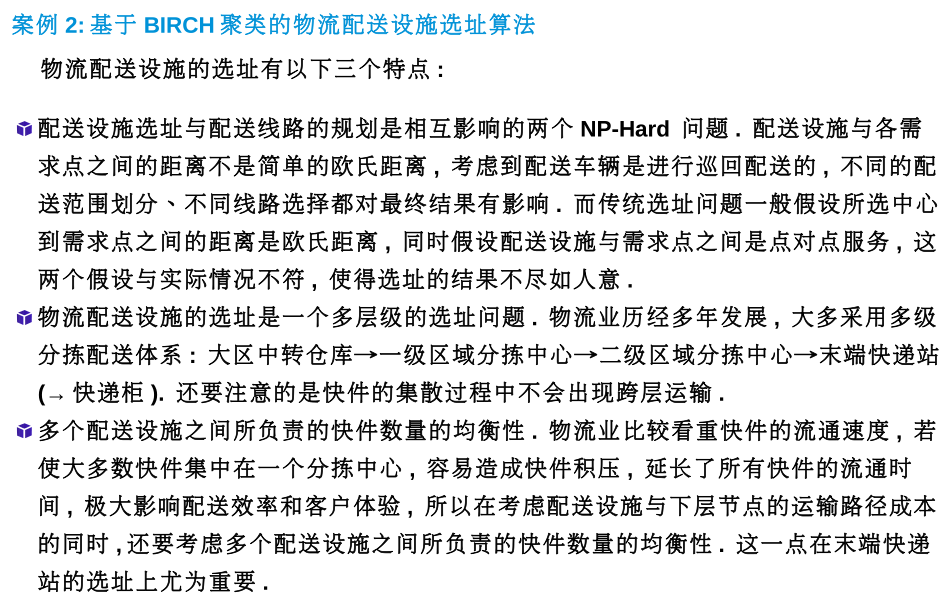 案例 2: 基于 BIRCH 聚类的物流配送设施选址算法
物流配送设施的选址有以下三个特点：
配送设施选址与配送线路的规划是相互影响的两个 NP-Hard 问题．配送设施与各需
求点之间的距离不是简单的欧氏距离，考虑到配送车辆是进行巡回配送的，不同的配
送范围划分、不同线路选择都对最终结果有影响．而传统选址问题一般假设所选中心
到需求点之间的距离是欧氏距离，同时假设配送设施与需求点之间是点对点服务，这
两个假设与实际情况不符，使得选址的结果不尽如人意．
物流配送设施的选址是一个多层级的选址问题．物流业历经多年发展，大多采用多级
分拣配送体系：大区中转仓库→一级区域分拣中心→二级区域分拣中心→末端快递站
(→ 快递柜 ). 还要注意的是快件的集散过程中不会出现跨层运输．
多个配送设施之间所负责的快件数量的均衡性．物流业比较看重快件的流通速度，若
使大多数快件集中在一个分拣中心，容易造成快件积压，延长了所有快件的流通时
间，极大影响配送效率和客户体验，所以在考虑配送设施与下层节点的运输路径成本
的同时 ,还要考虑多个配送设施之间所负责的快件数量的均衡性．这一点在末端快递
站的选址上尤为重要．